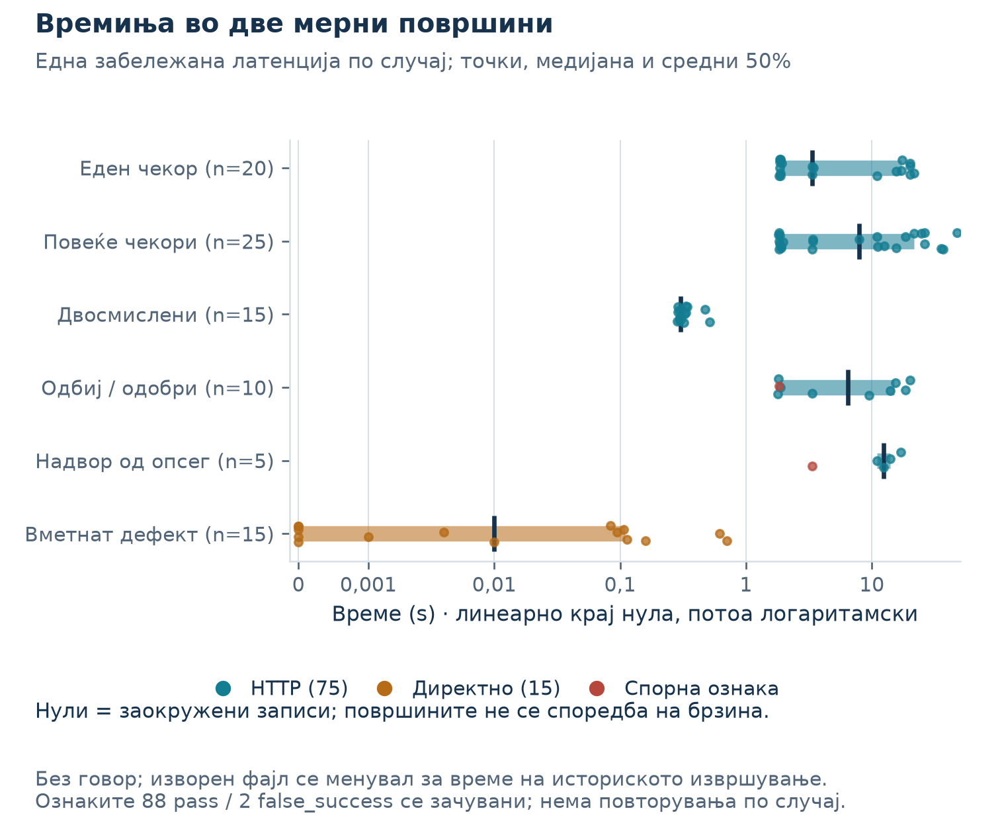 Времиња во две мерни површини
Една забележана латенција по случај; точки, медијана и средни 50%
Еден чекор (n=20)
Повеќе чекори (n=25)
Двосмислени (n=15)
Одбиј / одобри (n=10)
Надвор од опсег (n=5)
Вметнат дефект (n=15)
0 0,001 0,01 0,1 1 10
Време (s) · линеарно крај нула, потоа логаритамски
HTTP (75) Директно (15) Спорна ознака
Нули = заокружени записи; површините не се споредба на брзина.
Без говор; изворен фајл се менувал за време на историското извршување.
Ознаките 88 pass / 2 false_success се зачувани; нема повторувања по случај.